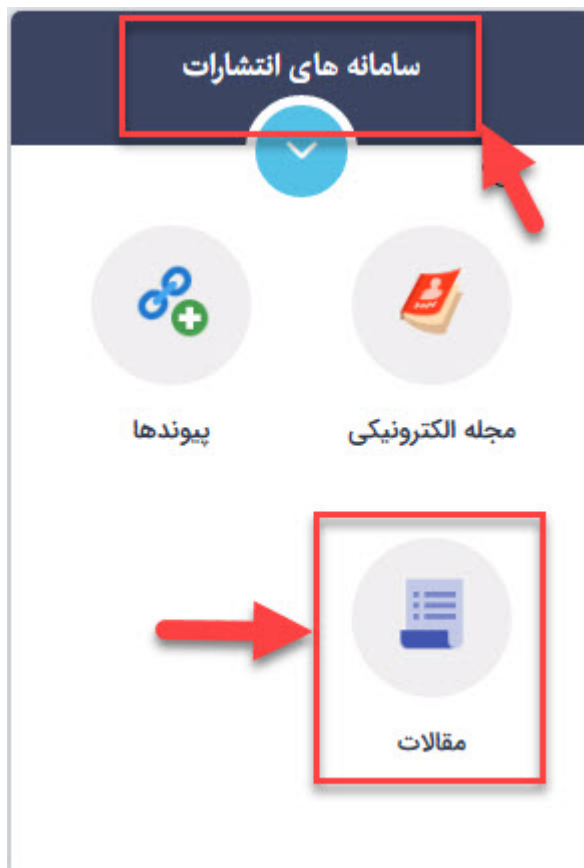 سامانه های انتشارات
مجله الکترونیکی
پیوندها
مقالات